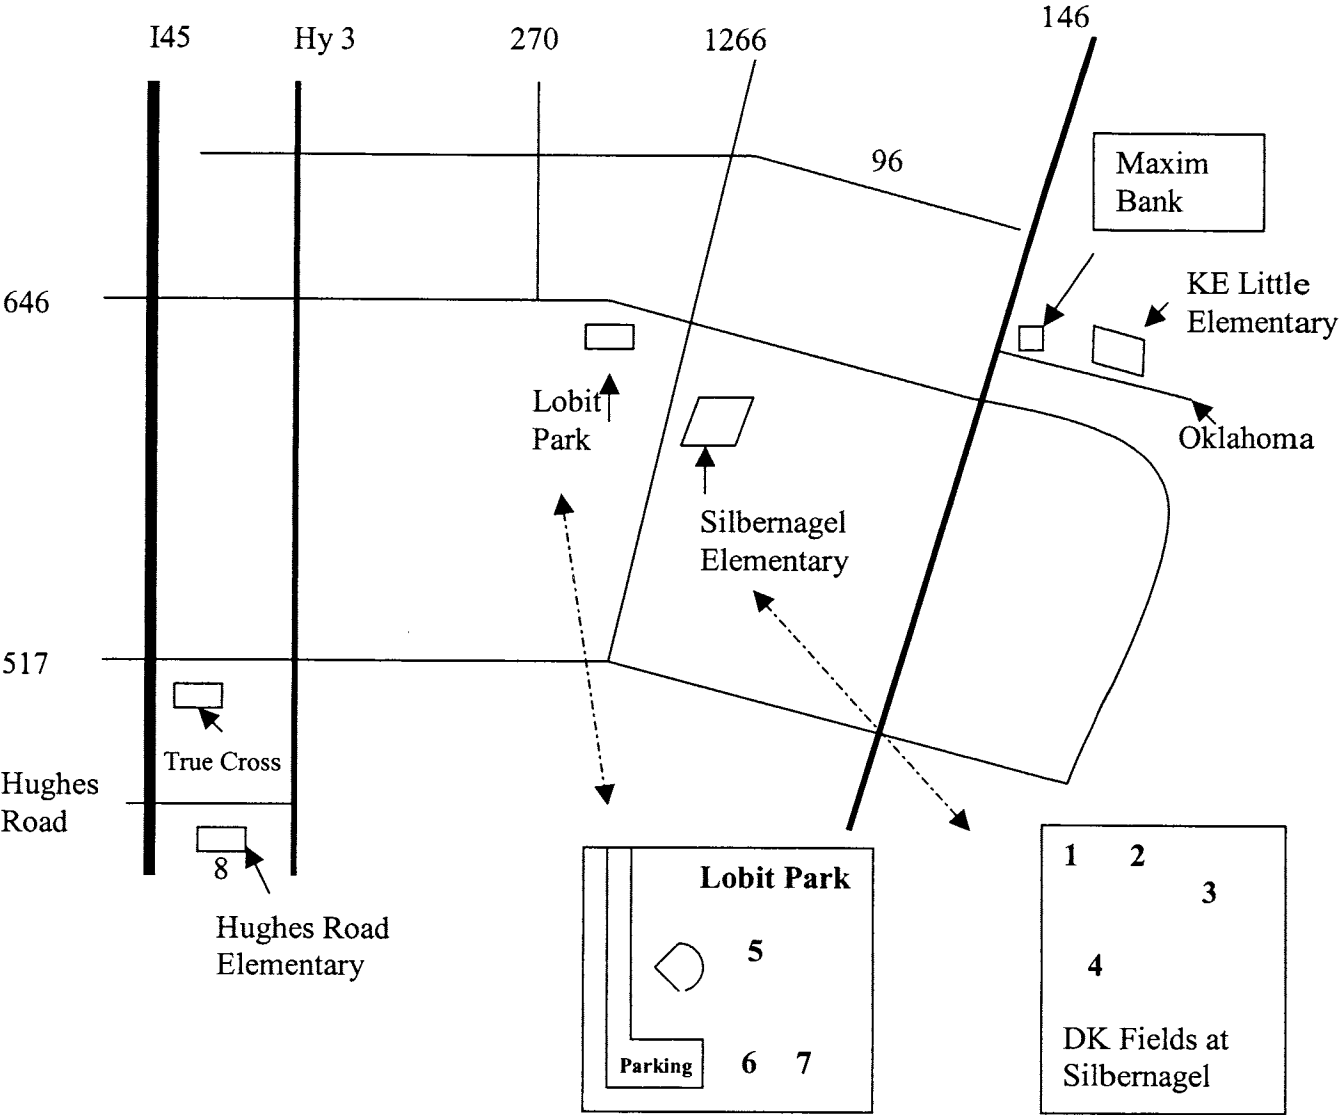 I45
Hy 3
270
1266
146
96
Maxim
Bank
KE Little
Elementary
646
Lobit
Park
Oklahoma
Silbernagel
Elementary
517
True Cross
Hughes
Road
8
Hughes Road
Elementary
Lobit Park
5
Parking
6 7
1 2
3
4
DK Fields at
Silbernagel